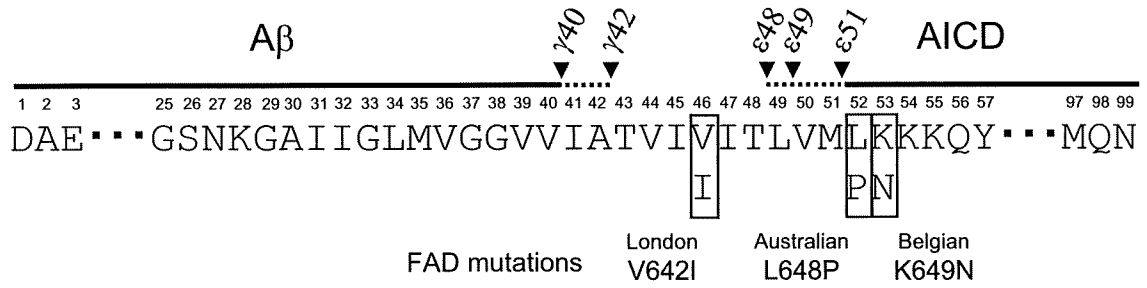 Aβ γ40 γ42 ε48 ε49 ε51 AICD
1 2 3 25 26 27 28 29 30 31 32 33 34 35 36 37 38 39 40 41 42 43 44 45 46 47 48 49 50 51 52 53 54 55 56 57 97 98 99
DAE▪▪▪GSNKGAIIGLMVGGVVIATVIVITLVMLKKKQY▪▪▪MQN
I PN
London Australian Belgian
FAD mutations V642I L648P K649N